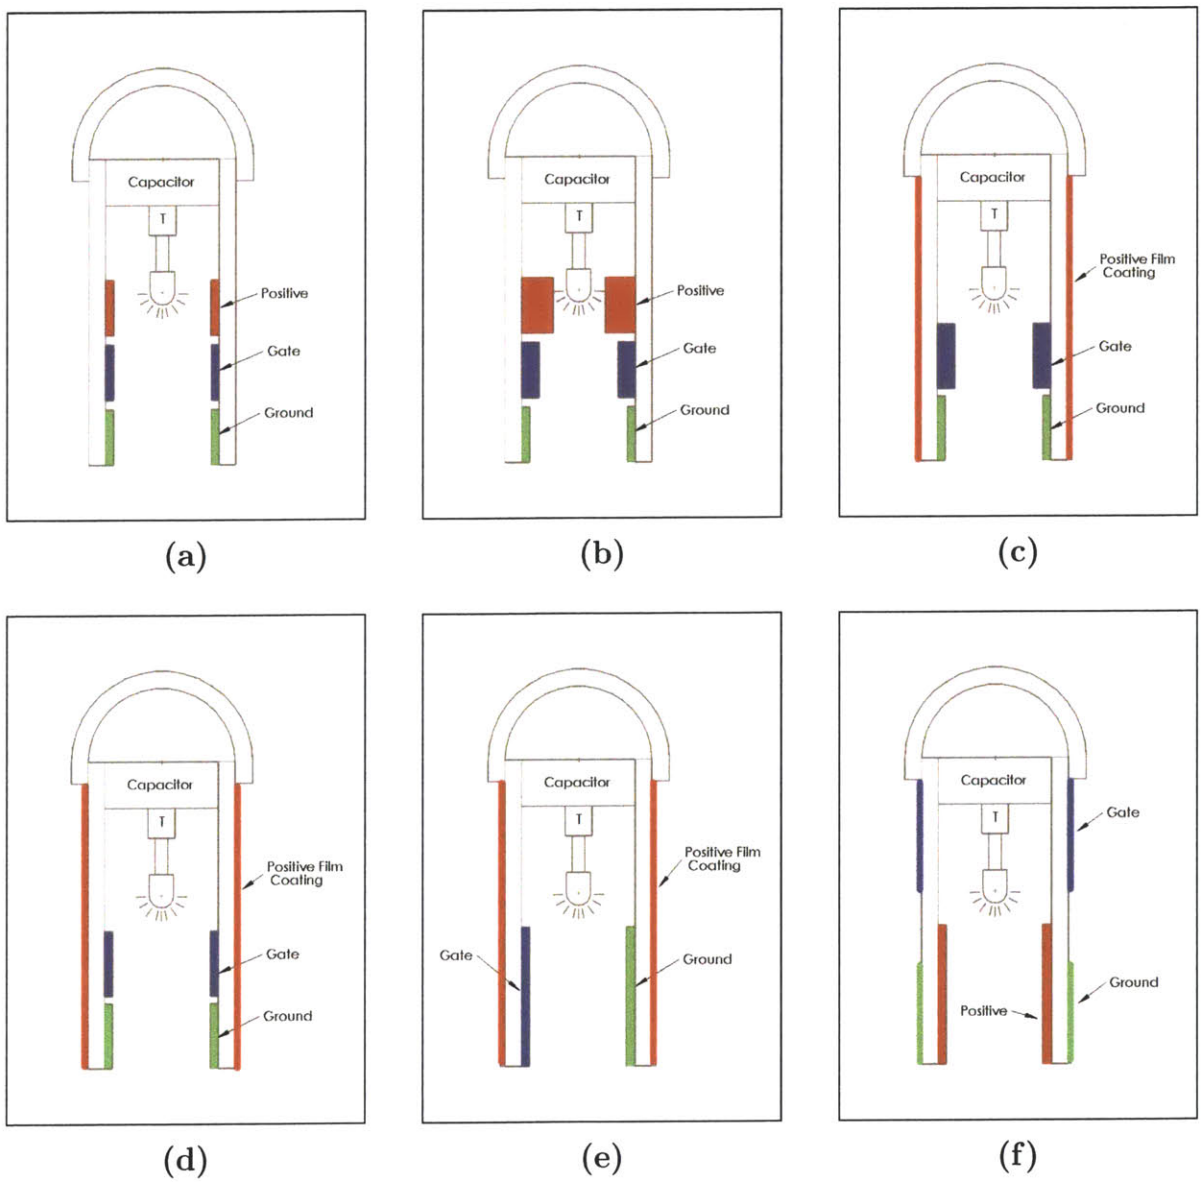 Capacitor
T
Positive
Gate
Ground
(a)
Capacitor
T
Positive
Gate
Ground
(b)
Capacitor
T
Positive Film
Coating
Gate
Ground
(c)
Capacitor
T
Positive Film
Coating
Gate
Ground
(d)
Capacitor
T
Positive Film
Coating
Gate
Ground
(e)
Capacitor
T
Gate
Ground
Positive
(f)